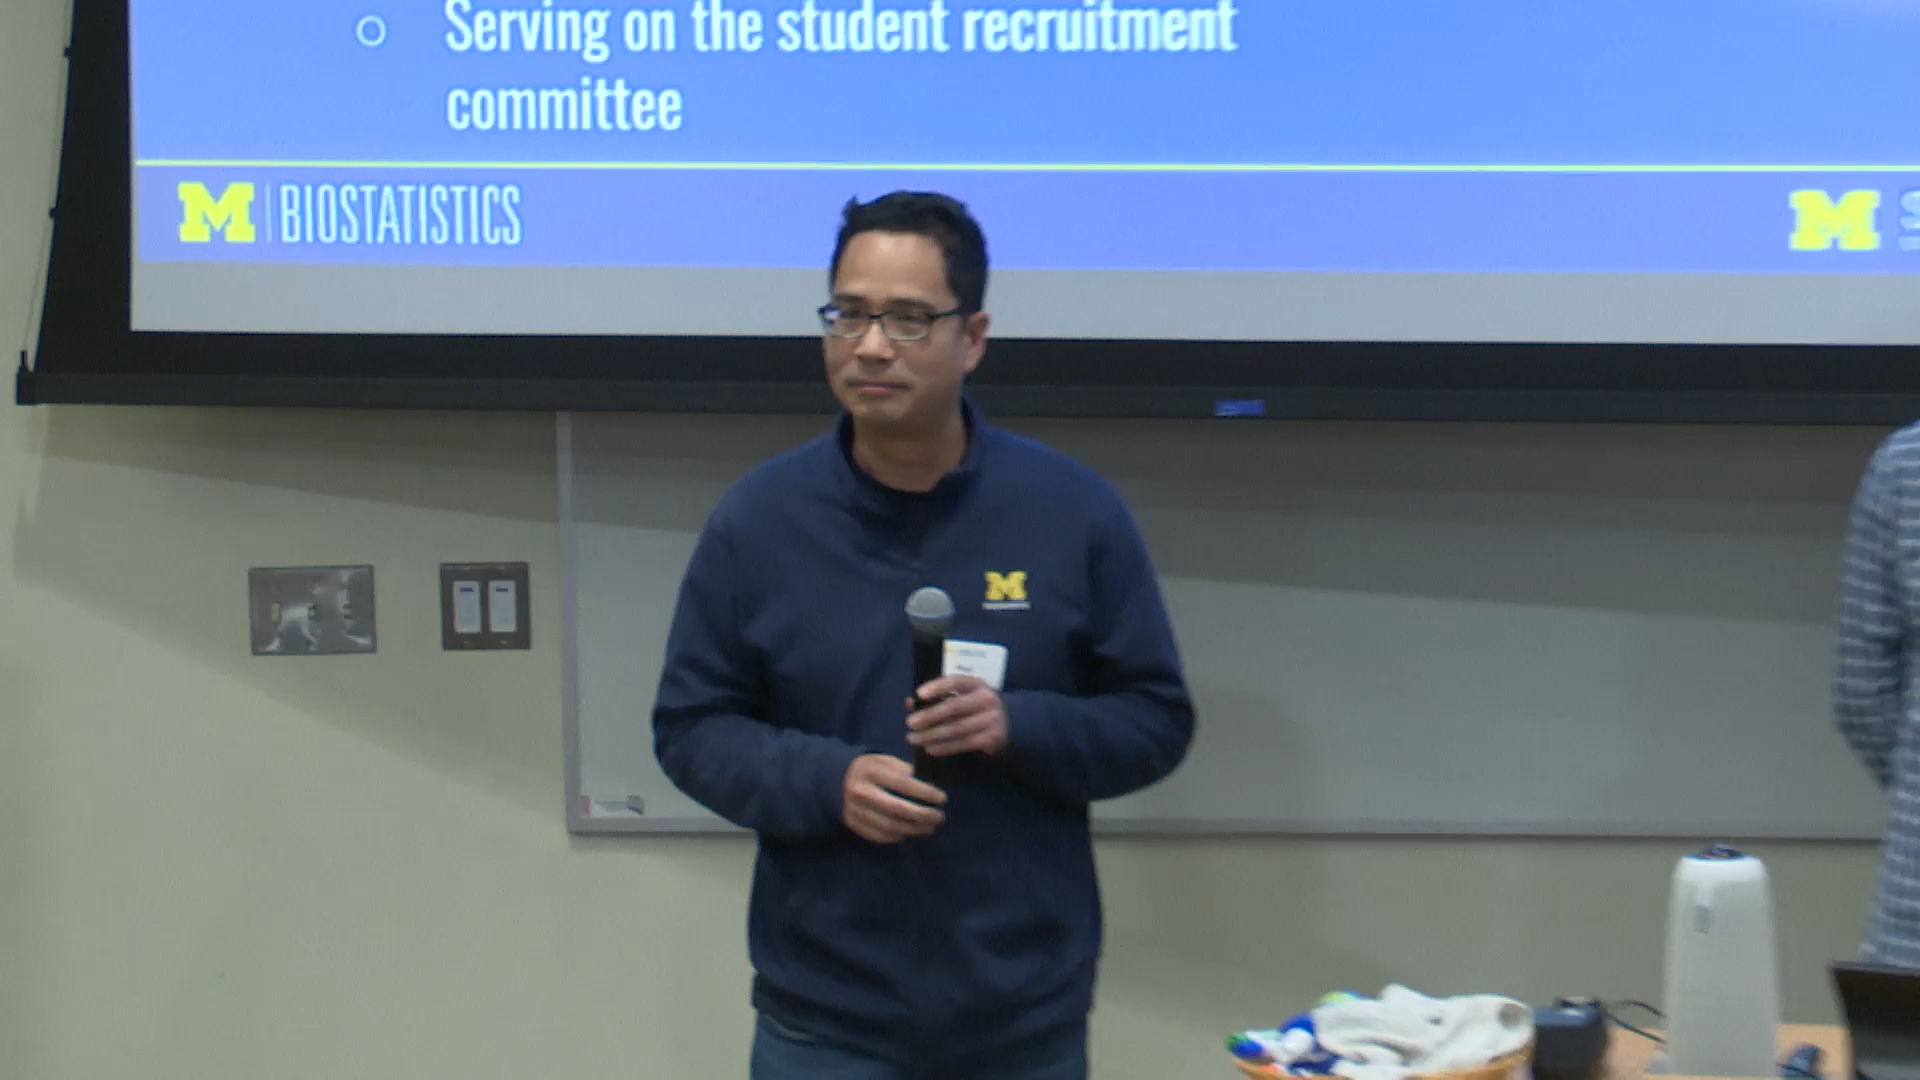 Serving on the student recruitment
committee
M BIOSTATISTICS
M
M